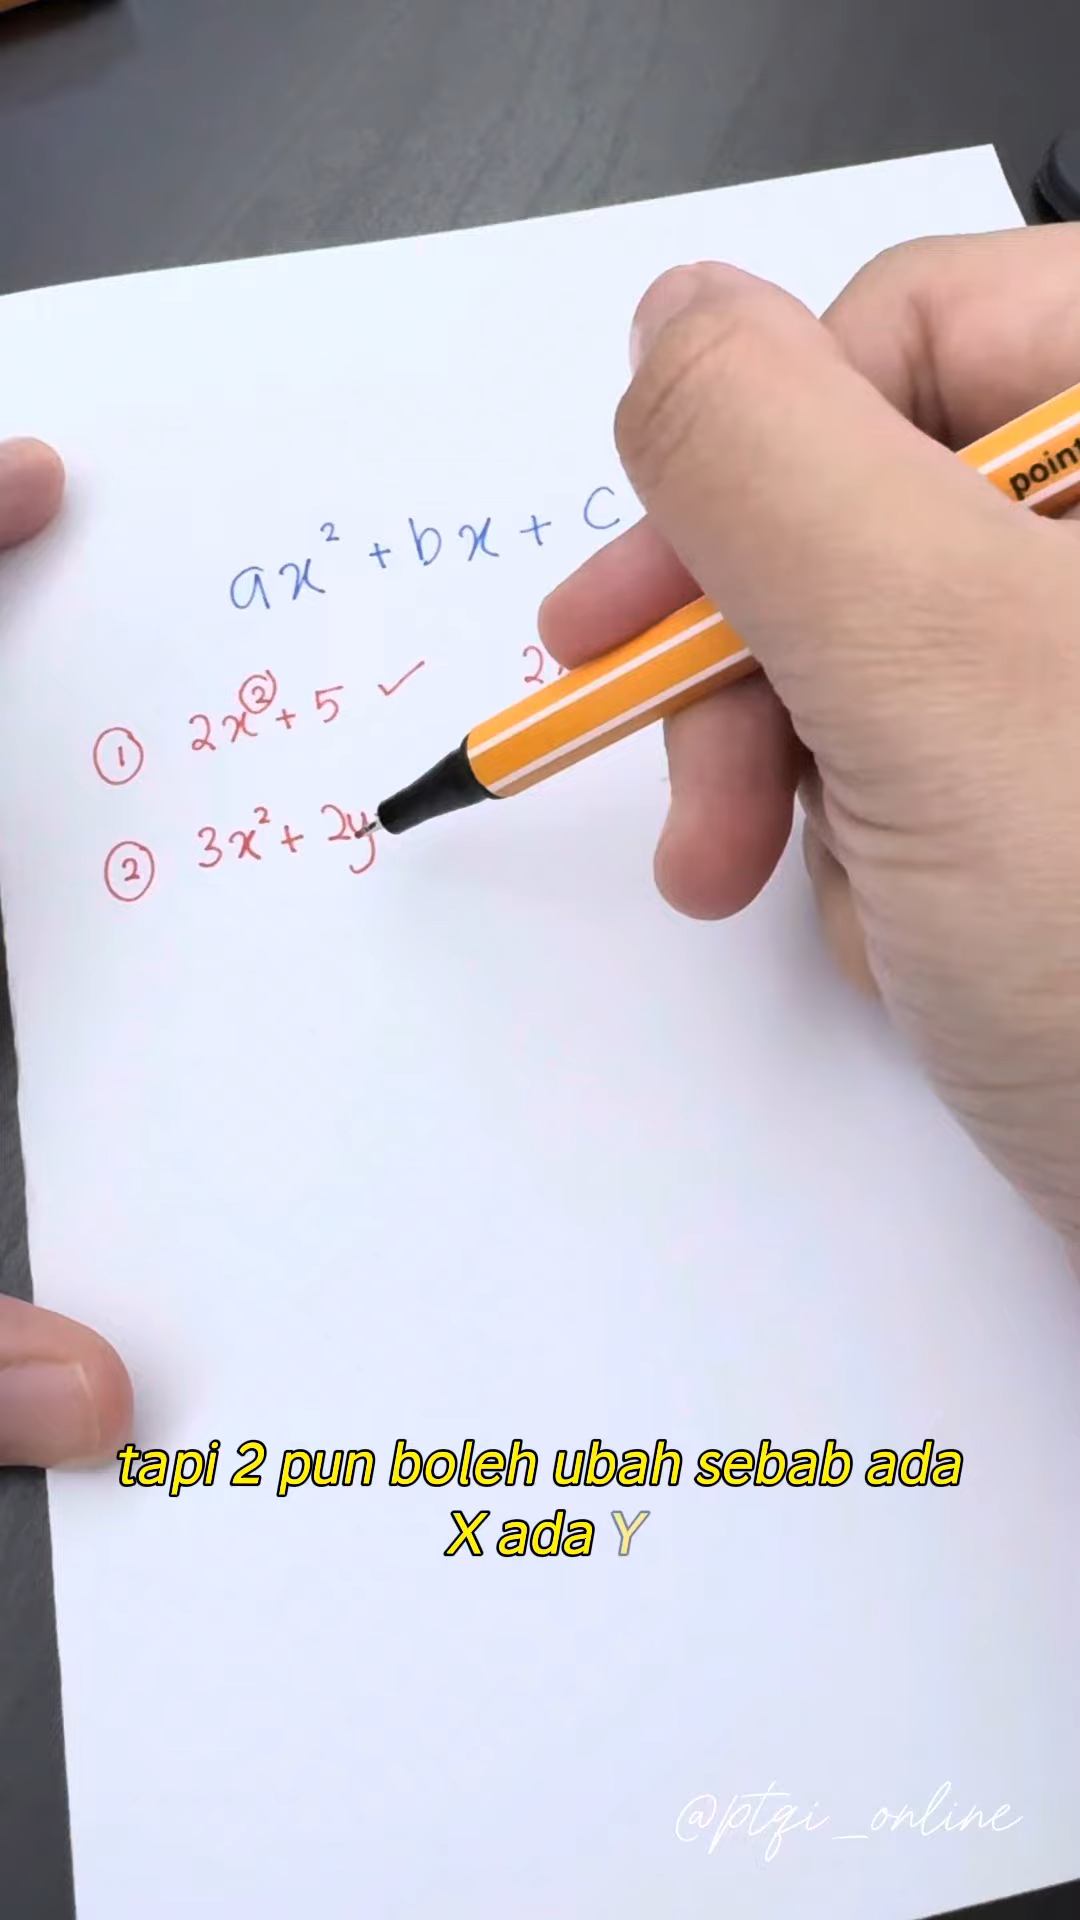 ax² + bx + c
① 2x² + 5 ✓
② 3x² + 2y
point
tapi 2 pun boleh ubah sebab ada
X ada Y
@ptqi_online